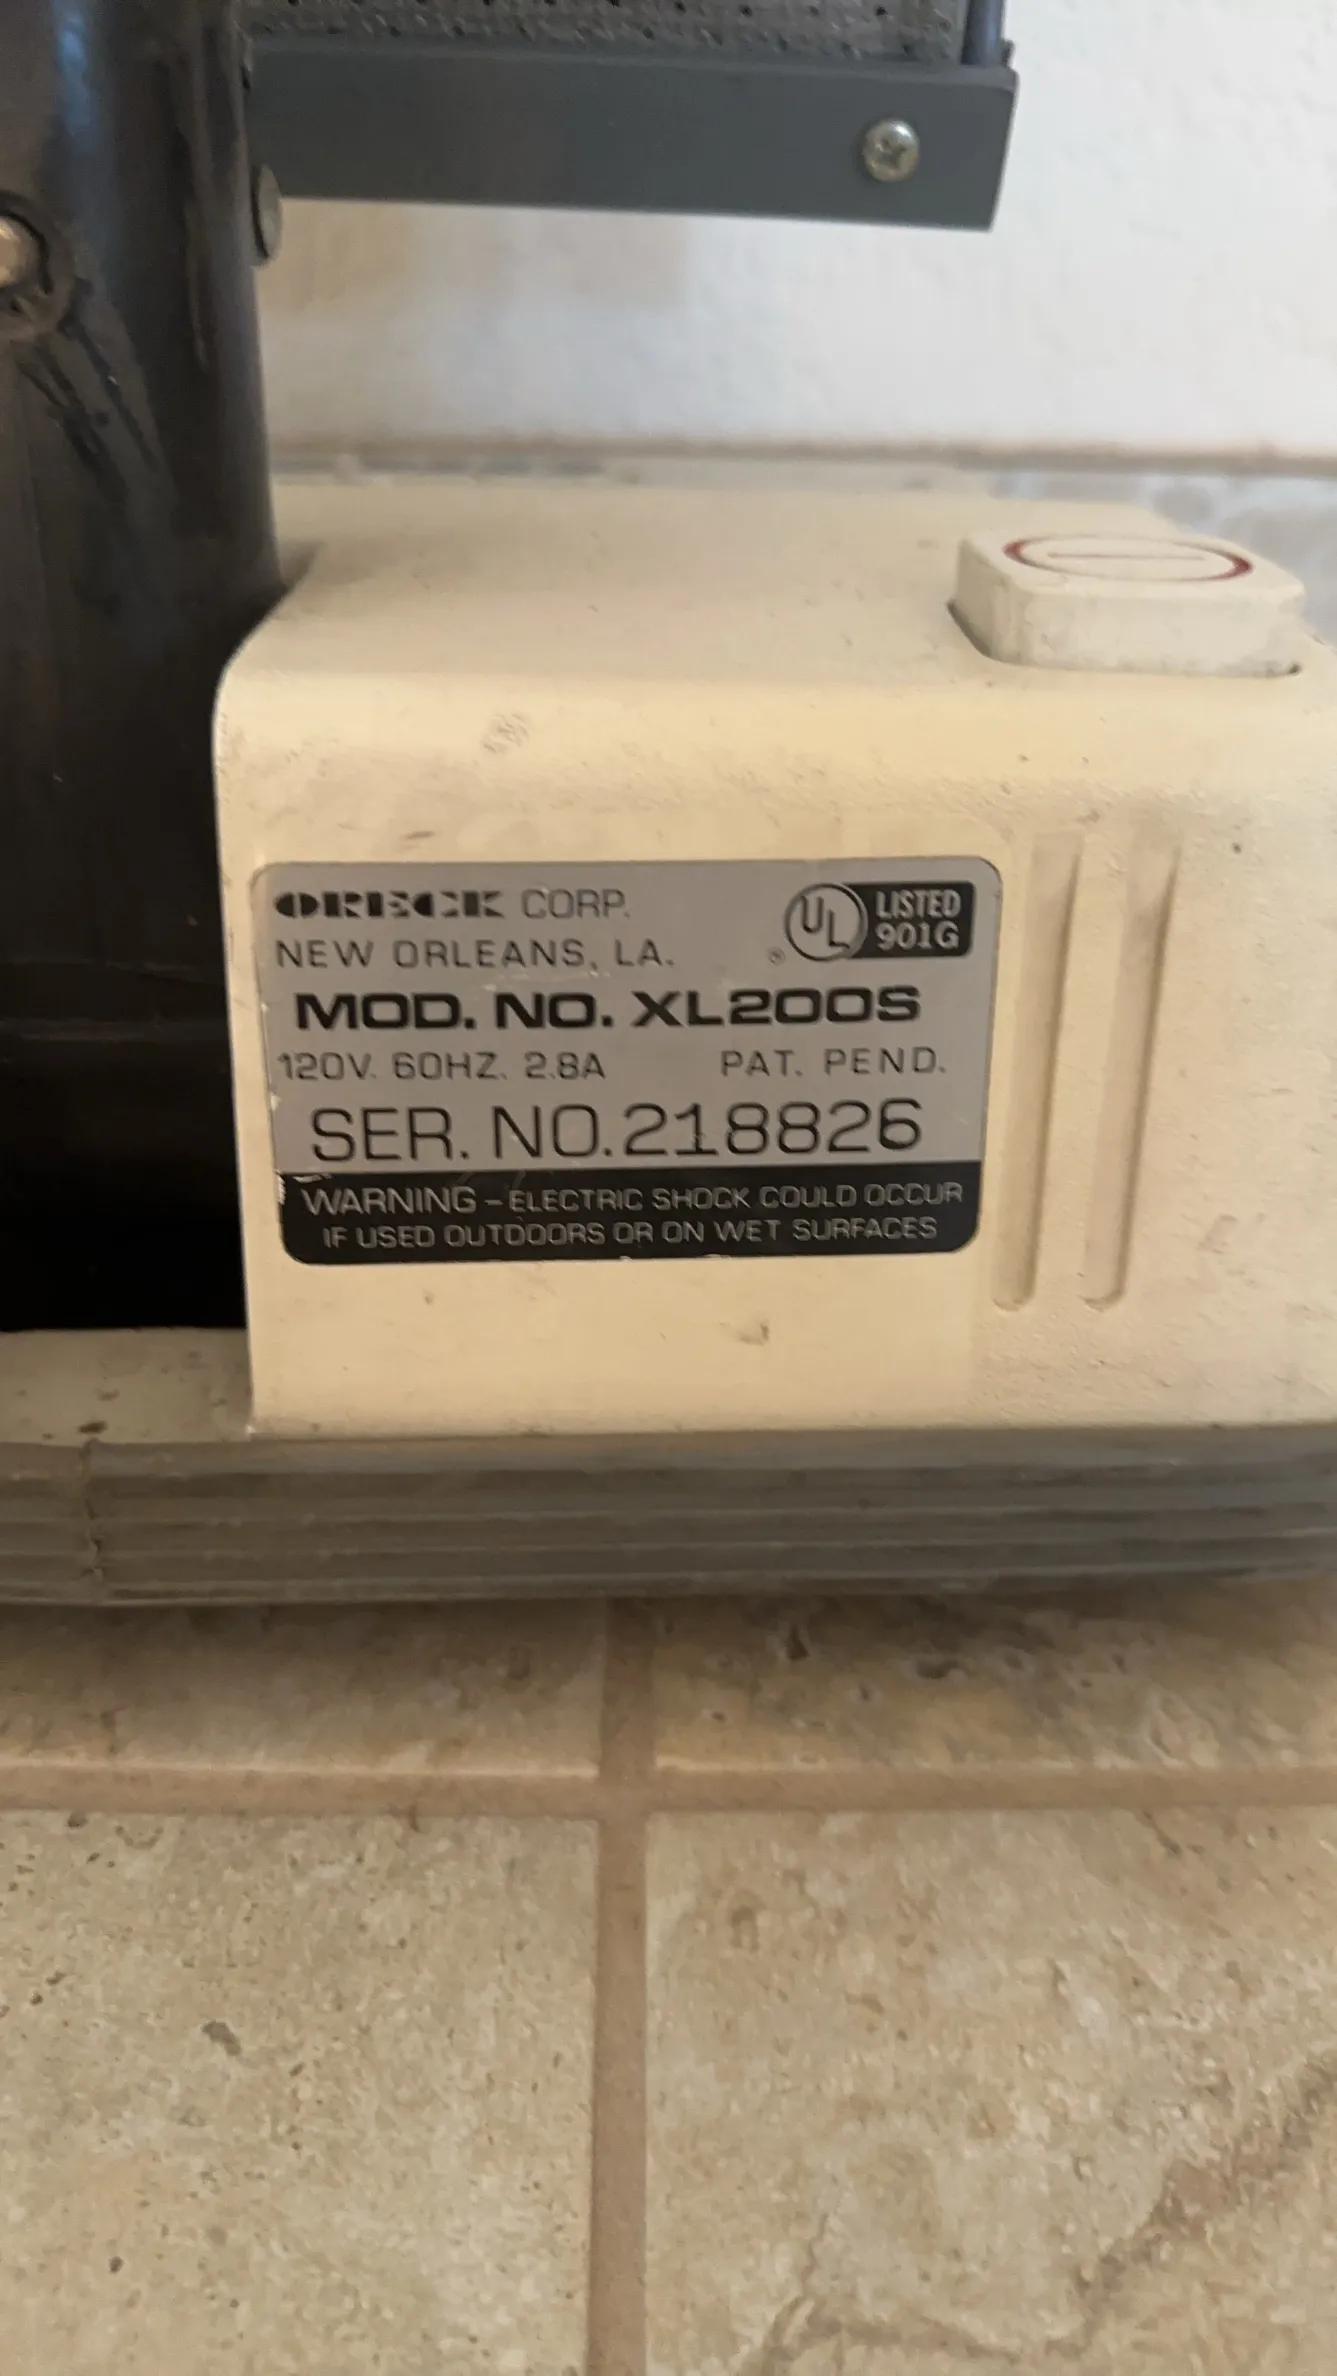 ORECK CORP.
NEW ORLEANS, LA.
UL® LISTED
901G
MOD. NO. XL200S
120V. 60HZ. 2.8A PAT. PEND.
SER. NO. 218826
WARNING – ELECTRIC SHOCK COULD OCCUR
IF USED OUTDOORS OR ON WET SURFACES